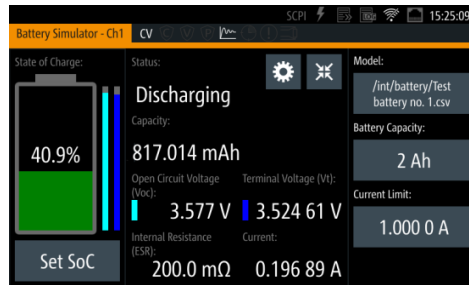 SCPI 15:25:09
Battery Simulator - Ch1 CV
State of Charge:
40.9%
Set SoC
Status:
Discharging
Capacity:
817.014 mAh
Open Circuit Voltage
(Voc):
3.577 V
Terminal Voltage (Vt):
3.524 61 V
Internal Resistance
(ESR):
200.0 mΩ
Current:
0.196 89 A
Model:
/int/battery/Test
battery no. 1.csv
Battery Capacity:
2 Ah
Current Limit:
1.000 0 A